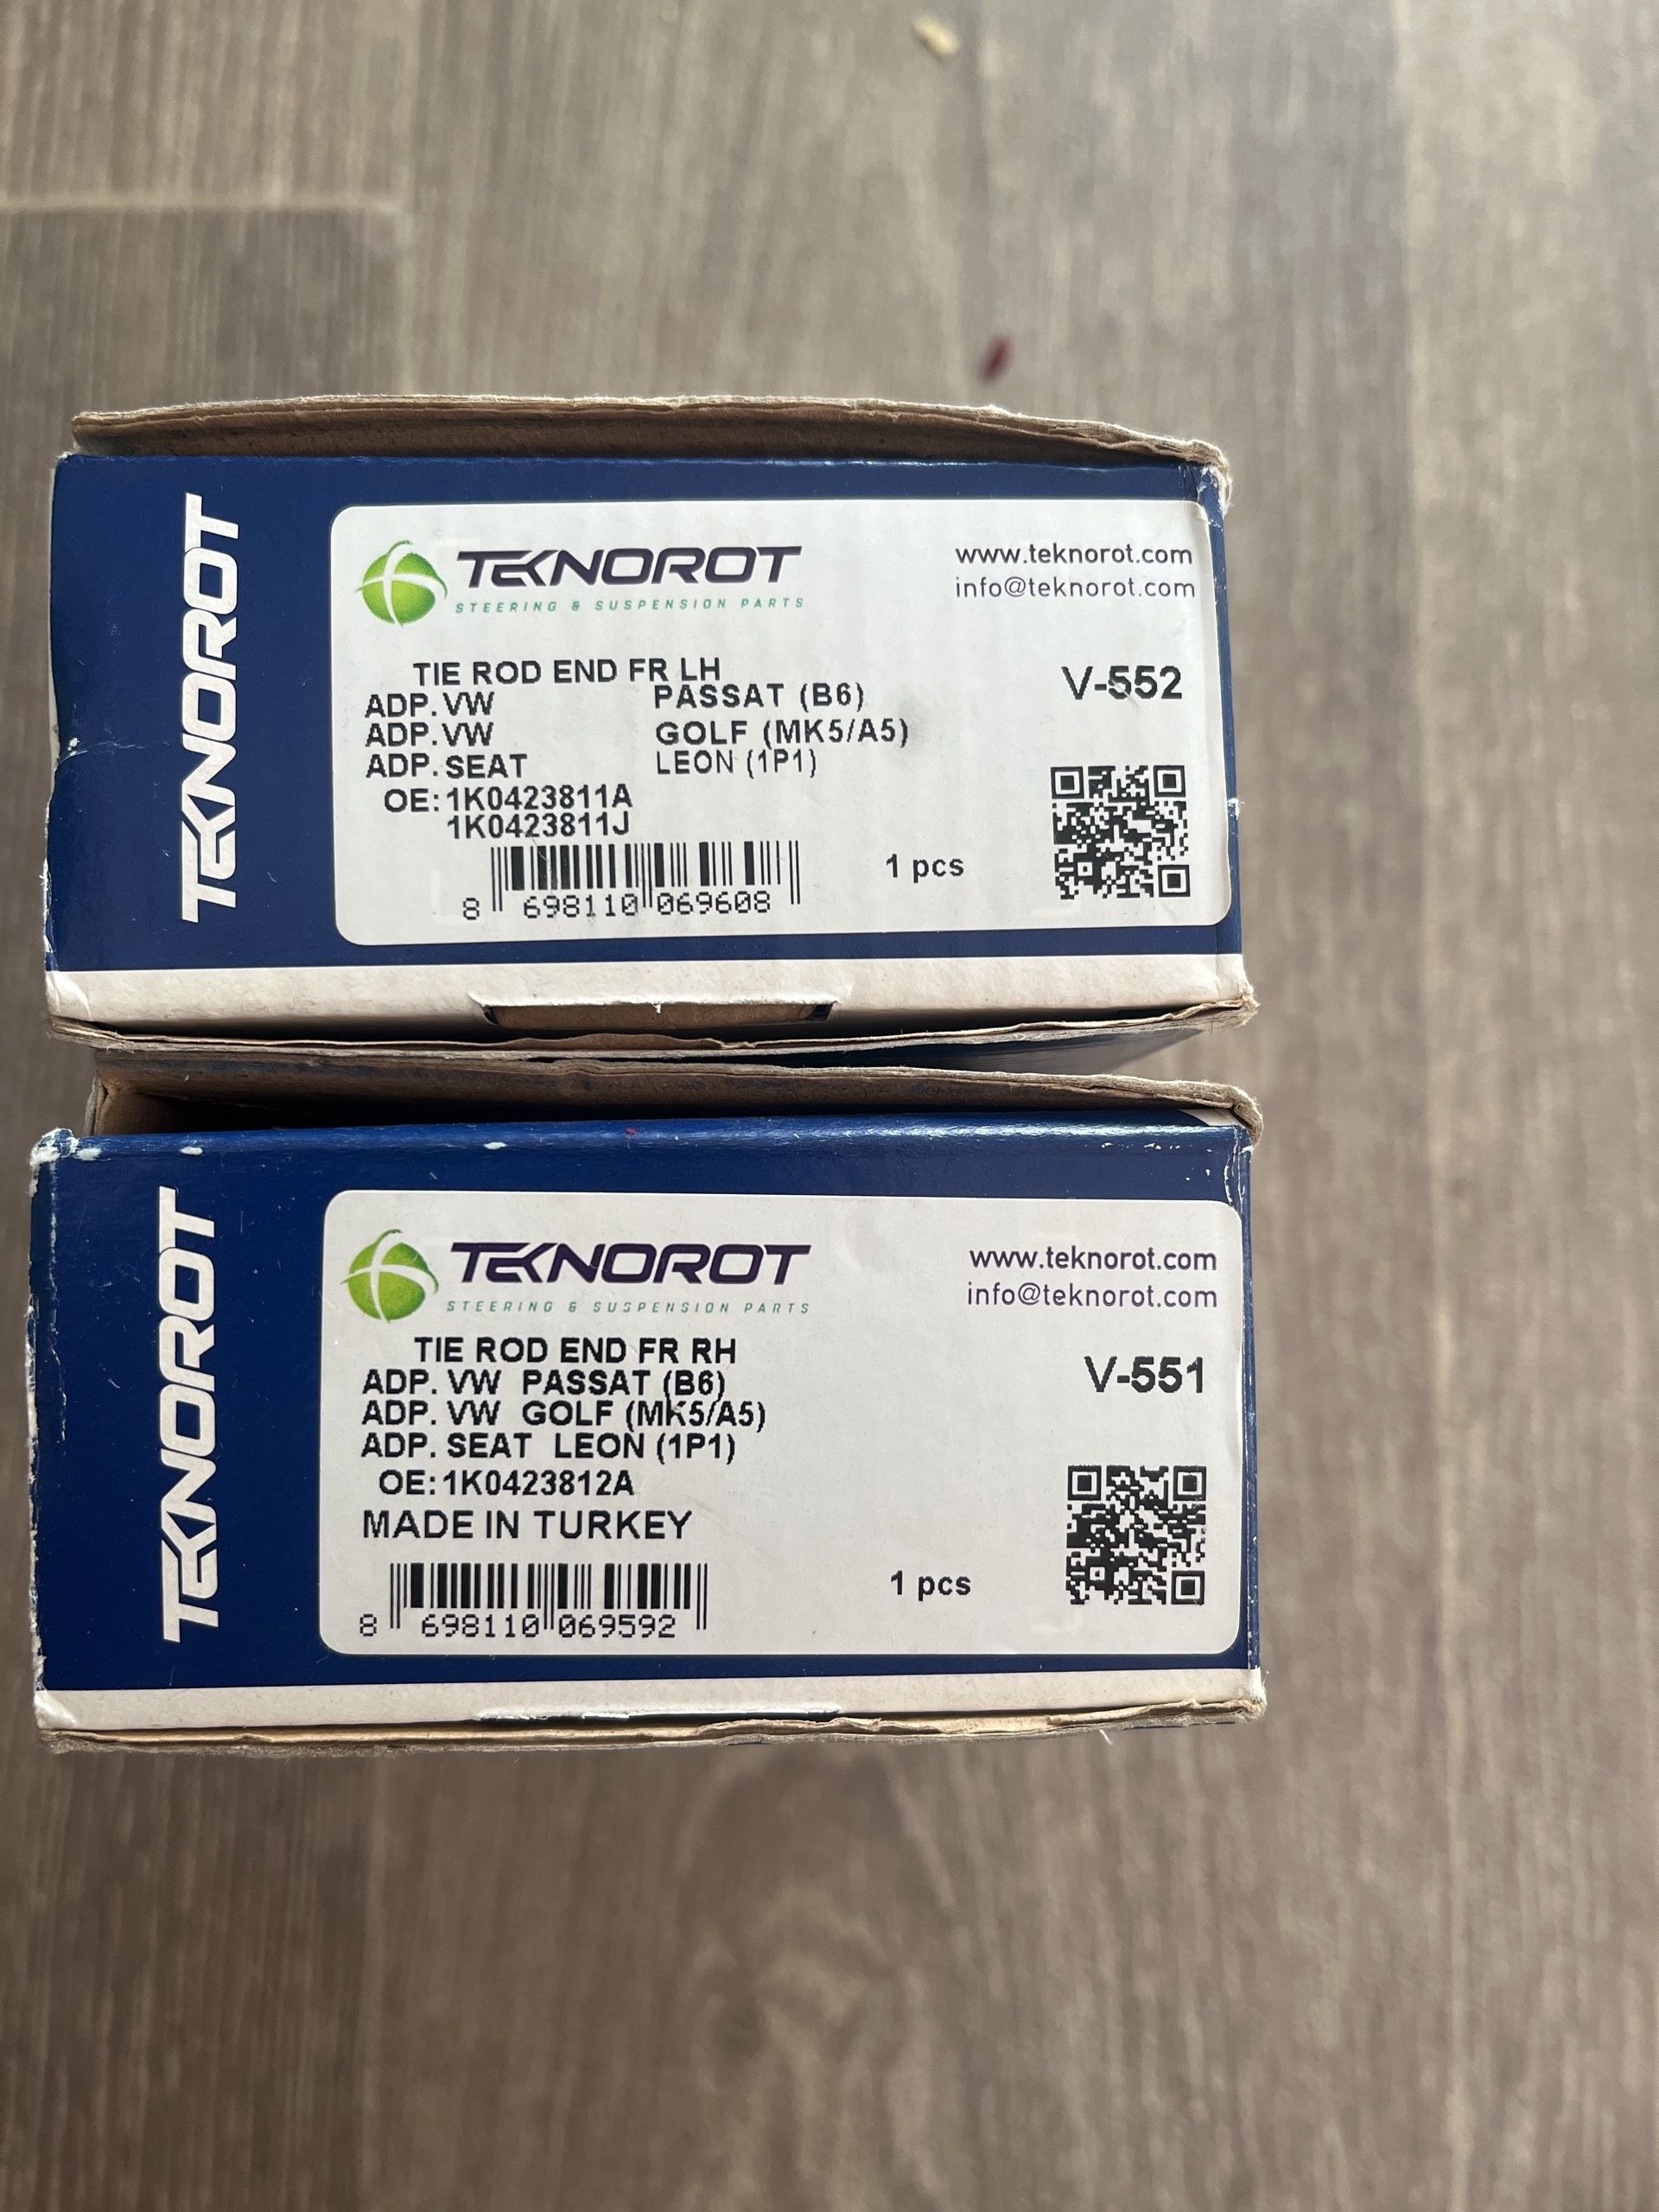 TEKNOROT
TEKNOROT
STEERING & SUSPENSION PARTS
www.teknorot.com
info@teknorot.com
TIE ROD END FR LH
V-552
ADP. VW PASSAT (B6)
ADP. VW GOLF (MK5/A5)
ADP. SEAT LEON (1P1)
OE: 1K0423811A
1K0423811J
1 pcs
8 698110 069608
TEKNOROT
TEKNOROT
STEERING & SUSPENSION PARTS
www.teknorot.com
info@teknorot.com
TIE ROD END FR RH
V-551
ADP. VW PASSAT (B6)
ADP. VW GOLF (MK5/A5)
ADP. SEAT LEON (1P1)
OE: 1K0423812A
MADE IN TURKEY
1 pcs
8 698110 069592